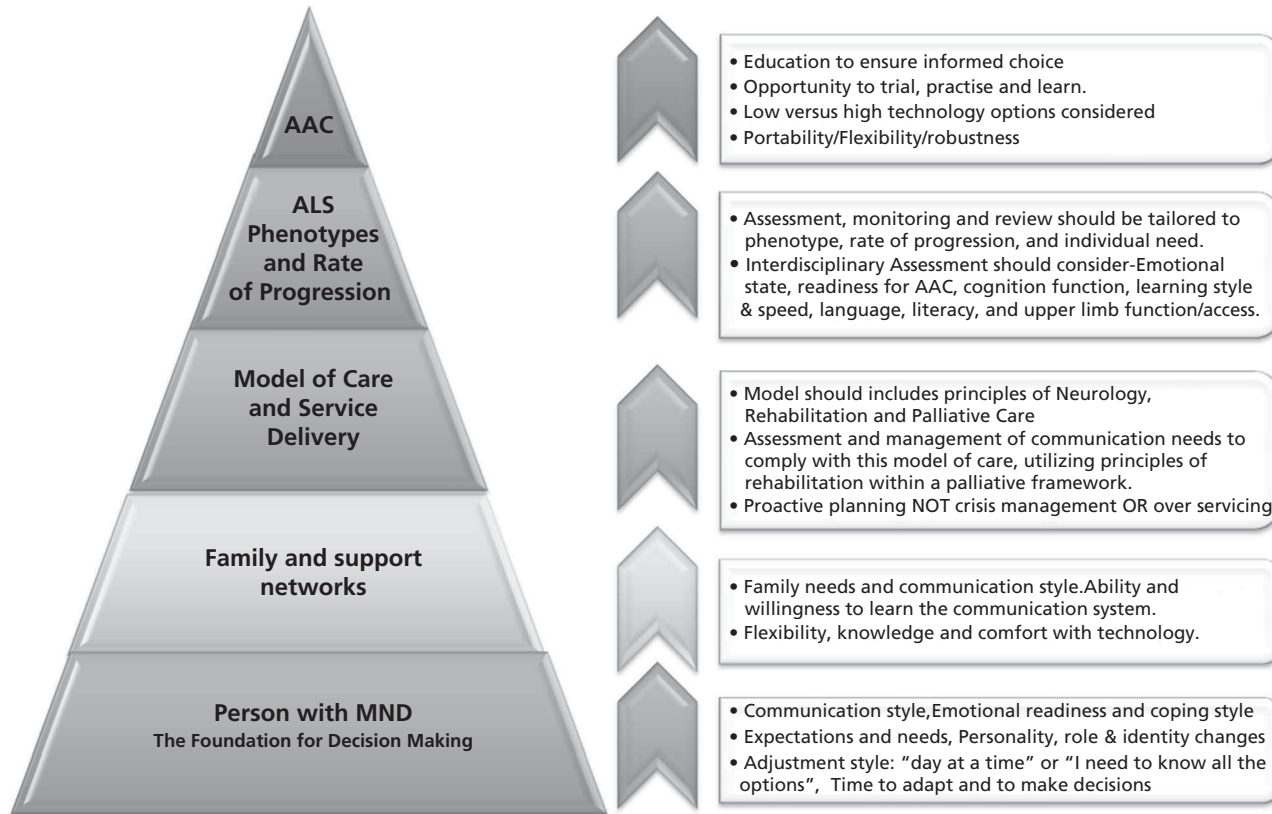 AAC
• Education to ensure informed choice
• Opportunity to trial, practise and learn.
• Low versus high technology options considered
• Portability/Flexibility/robustness
ALS
Phenotypes
and Rate
of Progression
• Assessment, monitoring and review should be tailored to
phenotype, rate of progression, and individual need.
• Interdisciplinary Assessment should consider-Emotional
state, readiness for AAC, cognition function, learning style
& speed, language, literacy, and upper limb function/access.
Model of Care
and Service
Delivery
• Model should includes principles of Neurology,
Rehabilitation and Palliative Care
• Assessment and management of communication needs to
comply with this model of care, utilizing principles of
rehabilitation within a palliative framework.
• Proactive planning NOT crisis management OR over servicing
Family and support
networks
• Family needs and communication style.Ability and
willingness to learn the communication system.
• Flexibility, knowledge and comfort with technology.
Person with MND
The Foundation for Decision Making
• Communication style,Emotional readiness and coping style
• Expectations and needs, Personality, role & identity changes
• Adjustment style: “day at a time” or “I need to know all the
options”, Time to adapt and to make decisions